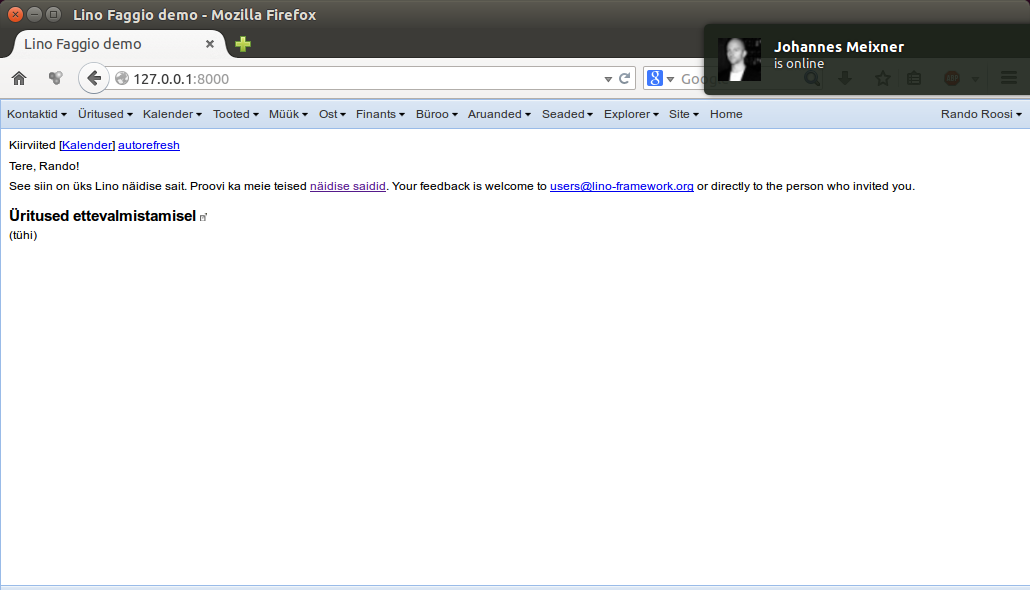 Lino Faggio demo - Mozilla Firefox
Lino Faggio demo
Johannes Meixner
is online
127.0.0.1:8000
Kontaktid Üritused Kalender Tooted Müük Ost Finants Büroo Aruanded Seaded Explorer Site Home Rando Roosi
Kiirviited [Kalender] autorefresh
Tere, Rando!
See siin on üks Lino näidise sait. Proovi ka meie teised näidise saidid. Your feedback is welcome to users@lino-framework.org or directly to the person who invited you.
Üritused ettevalmistamisel
(tühi)